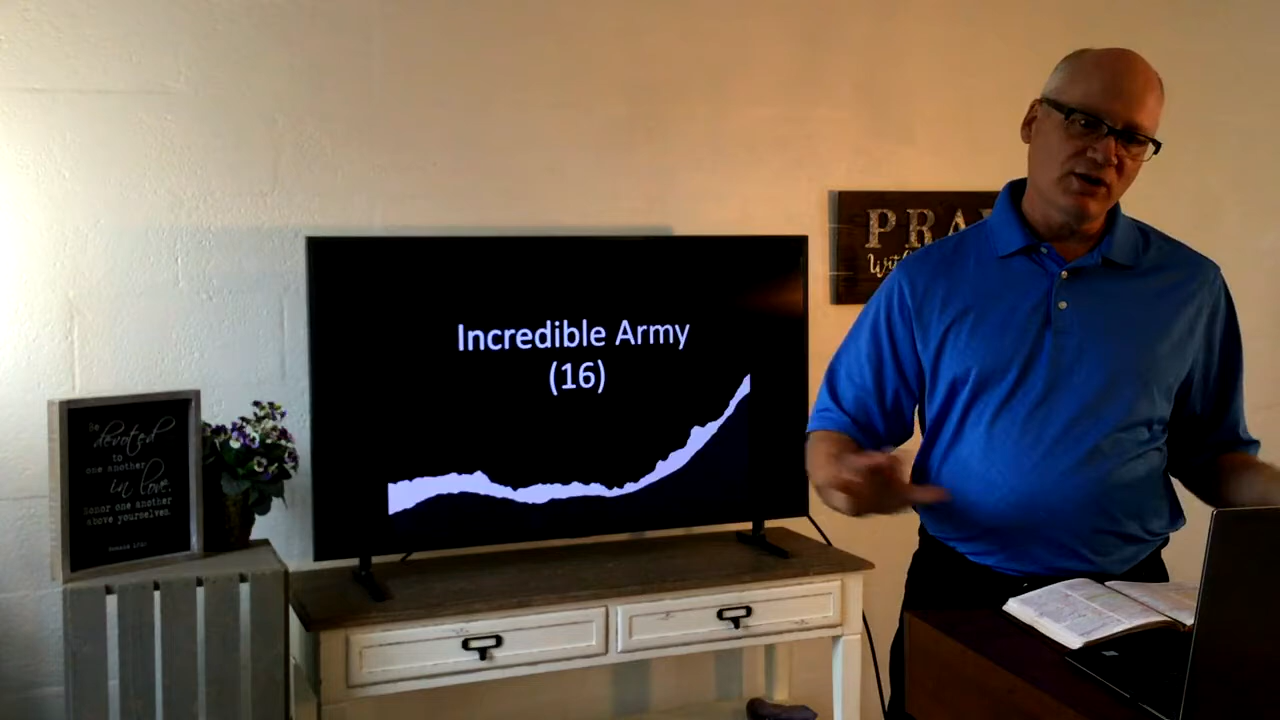 Incredible Army
(16)
PRA
Be
devoted
to
one another
in love.
Honor one another
above yourselves.